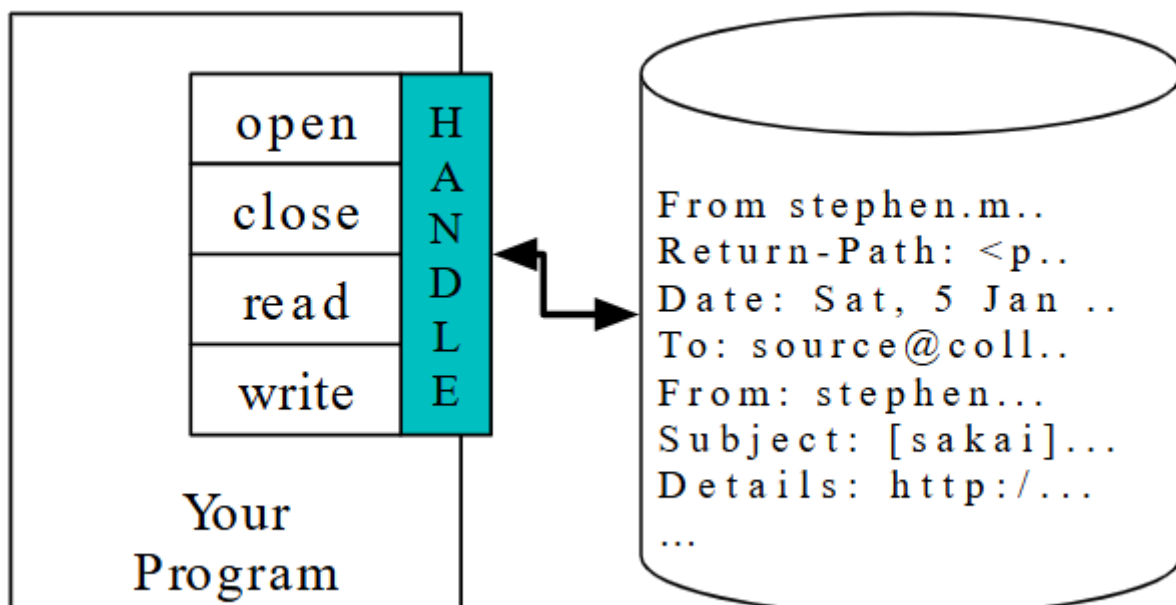 open
close
read
write
HANDLE
Your
Program
From stephen.m..
Return-Path: <p..
Date: Sat, 5 Jan ..
To: source@coll..
From: stephen...
Subject: [sakai]...
Details: http:/...
...